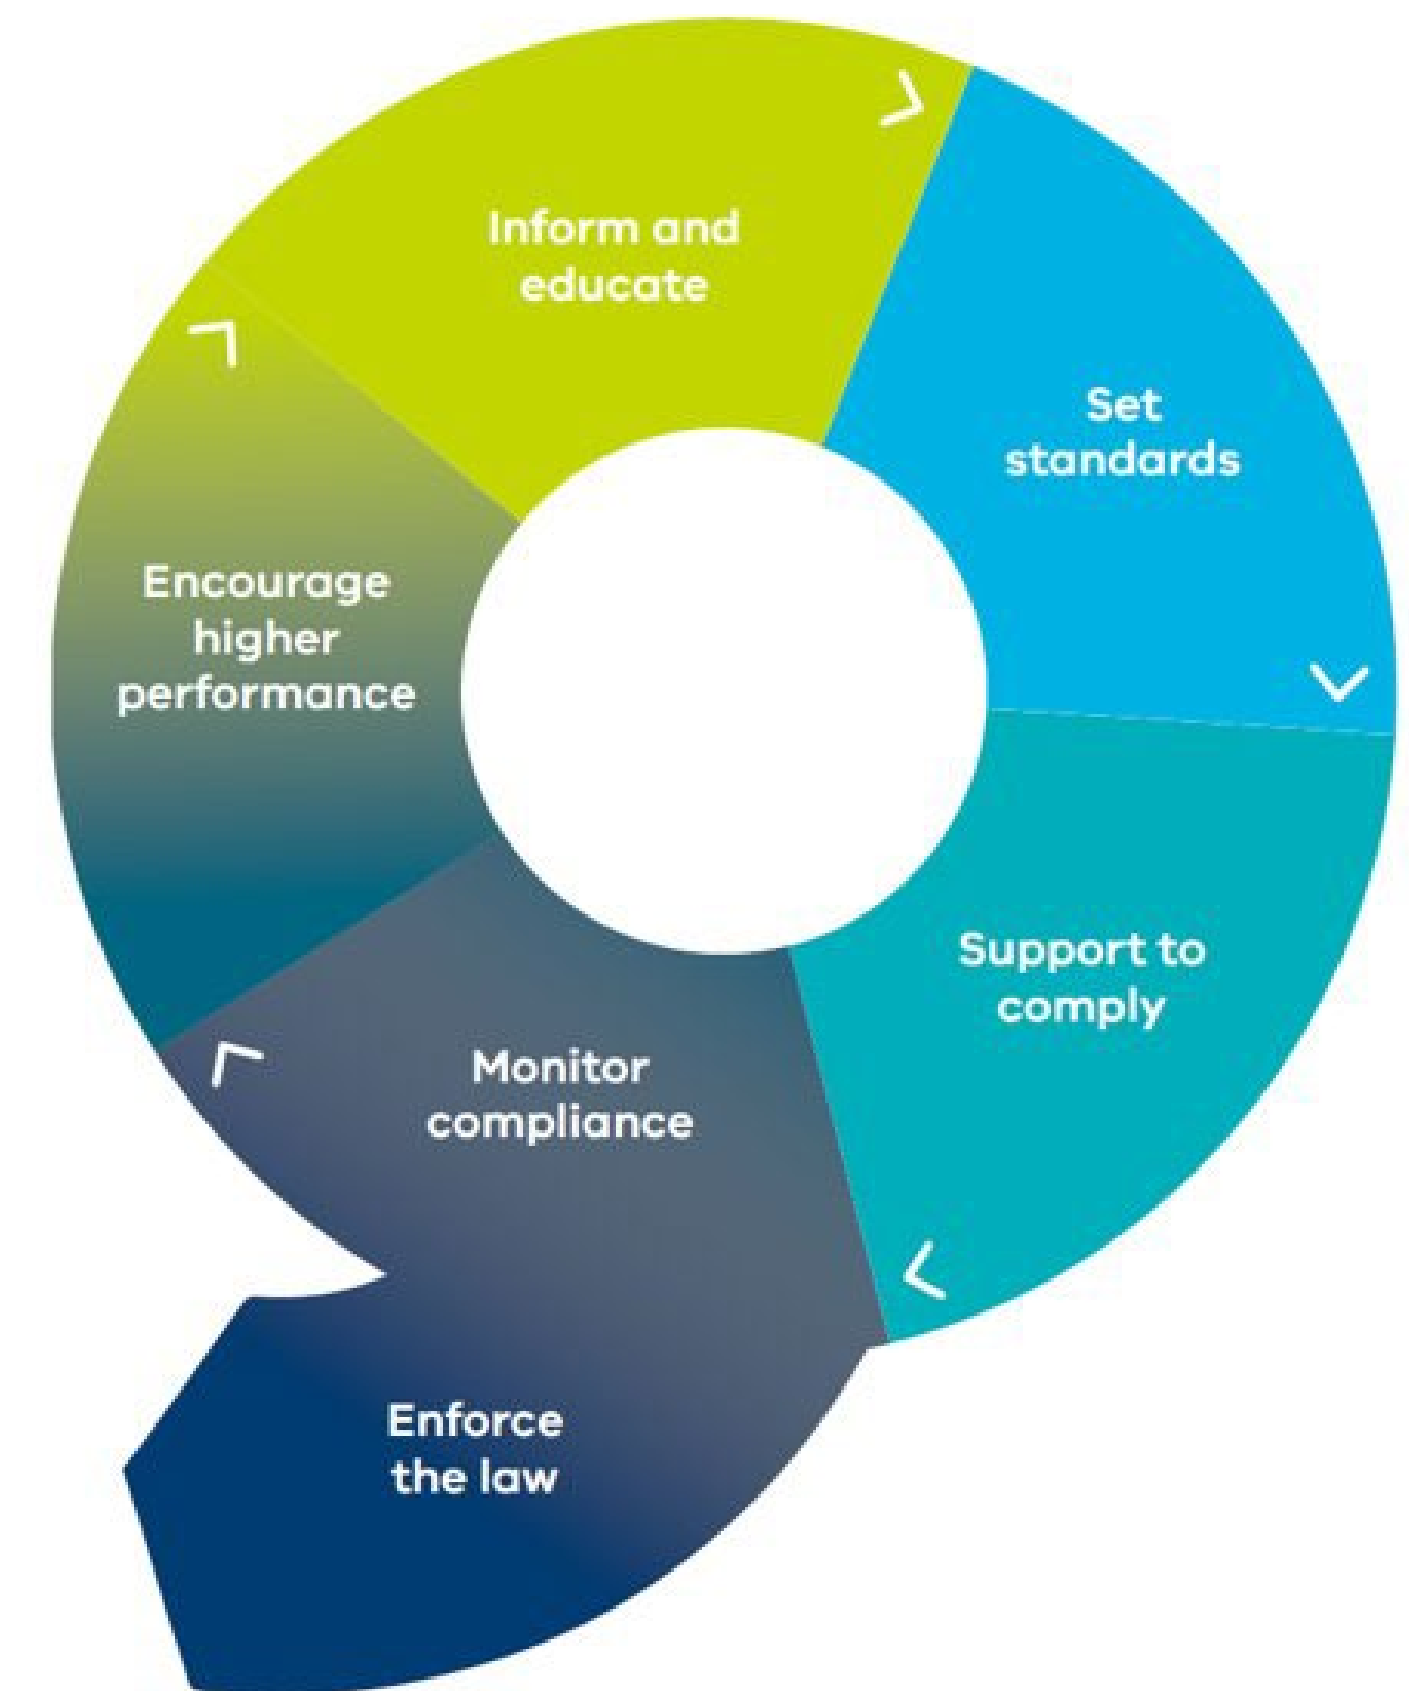 Inform and
educate
Set
standards
Support to
comply
Monitor
compliance
Enforce
the law
Encourage
higher
performance